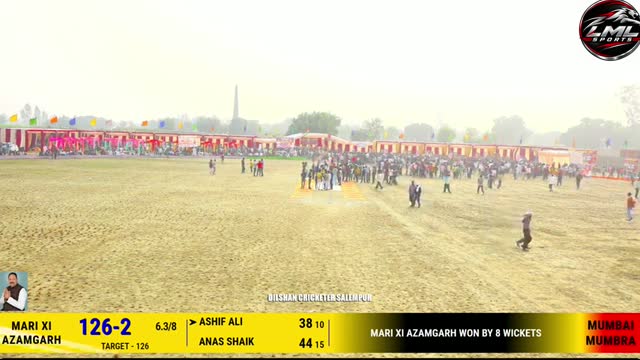 LML
SPORTS
DILSHAN CRICKETER SALEMPUR
MARI XI
AZAMGARH
126-2
6.3/8
TARGET - 126
ASHIF ALI 38 10
ANAS SHAIK 44 15
MARI XI AZAMGARH WON BY 8 WICKETS
MUMBAI
MUMBRA